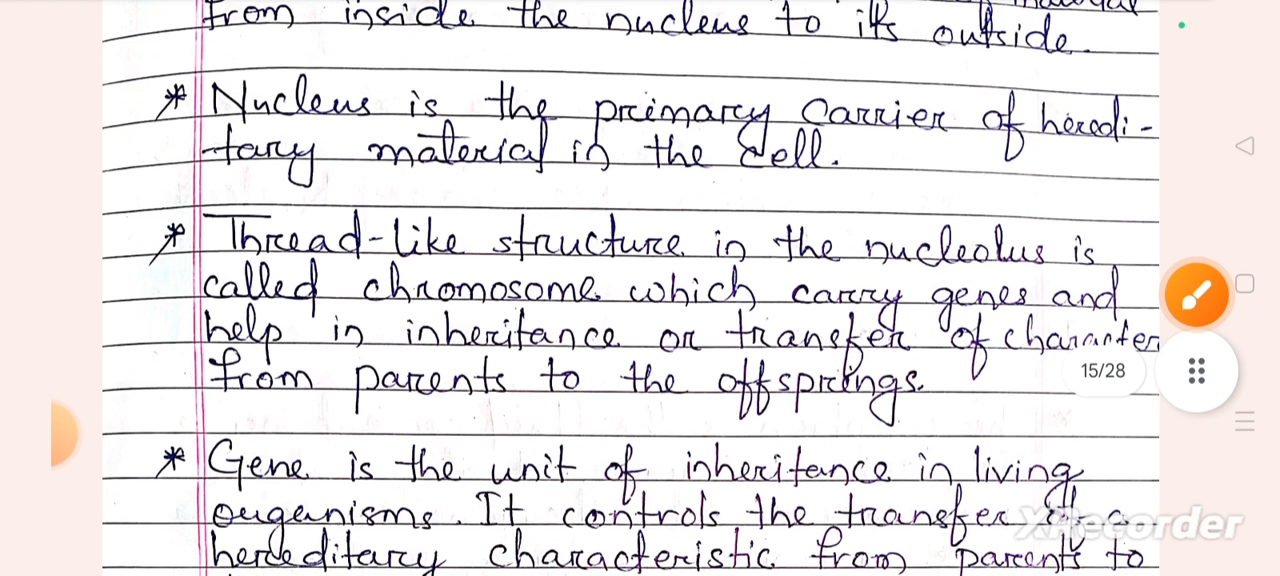 from inside the nucleus to its outside.
* Nucleus is the primary carrier of heredi-
tary material in the cell.
* Thread-like structure in the nucleolus is
called chromosome which carry genes and
help in inheritance or transfer of character
from parents to the offsprings.
15/28
* Gene is the unit of inheritance in living
organisms. It controls the transfer of a
hereditary characteristic from parents to
XRecorder